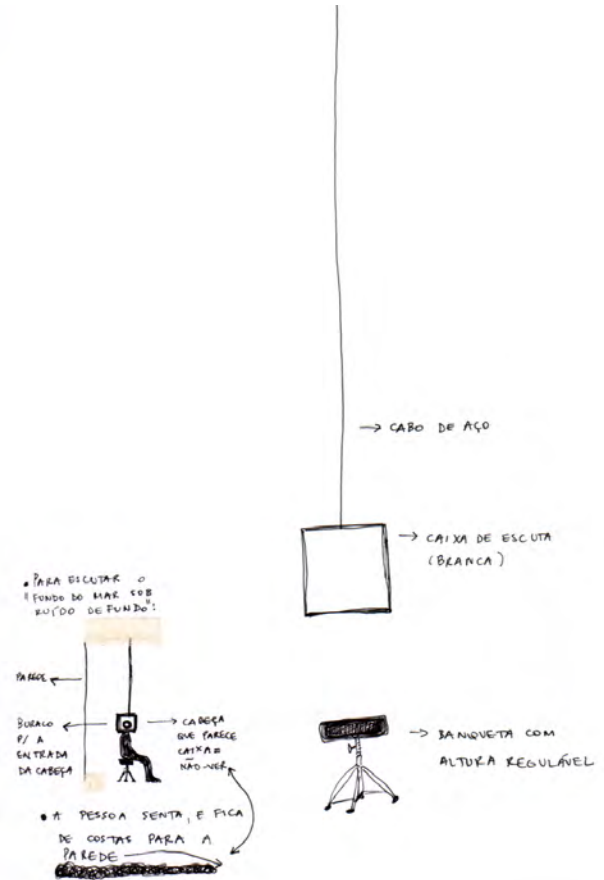 → CABO DE AÇO
→ CAIXA DE ESCUTA
(BRANCA)
• PARA ESCUTAR O
"FUNDO DO MAR SOB
RUÍDO DE FUNDO":
PAREDE ←
BURACO ←
P/ A
ENTRADA
DA CABEÇA
→ CABEÇA
QUE PARECE
CAIXA =
NÃO-VER
→ BANQUETA COM
ALTURA REGULÁVEL
• A PESSOA SENTA, E FICA
DE COSTAS PARA A
PAREDE